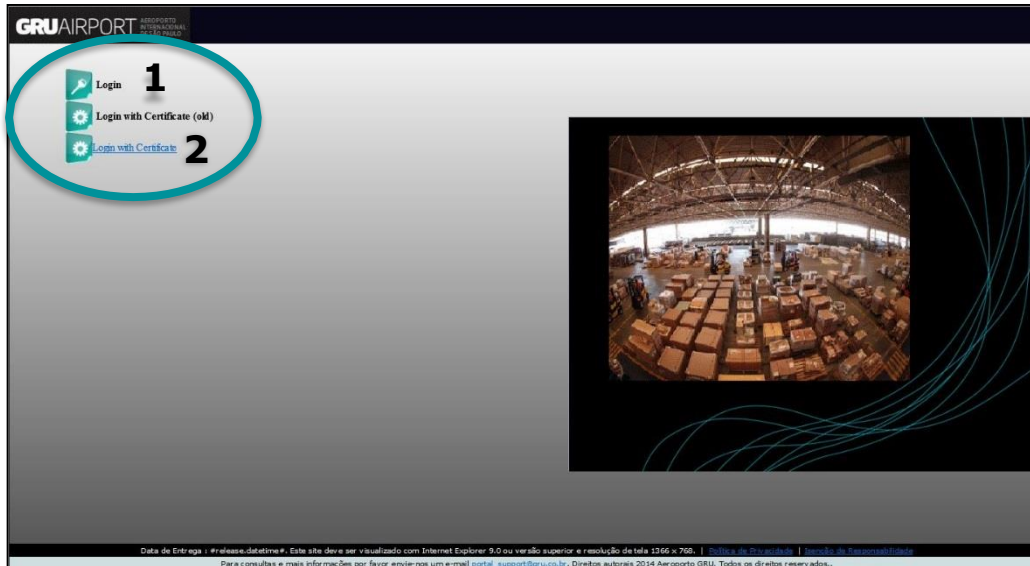 GRUAIRPORT AEROPORTO
INTERNACIONAL
DE SÃO PAULO
Login 1
Login with Certificate (old)
Login with Certificate 2
Data de Entrega : #release.datetime#. Este site deve ser visualizado com Internet Explorer 9.0 ou versão superior e resolução de tela 1366 x 768. | Política de Privacidade | Isenção de Responsabilidade
Para consultas e mais informações por favor envie-nos um e-mail portal_support@gru.co.br. Direitos autorais 2014 Aeroporto GRU. Todos os direitos reservados..